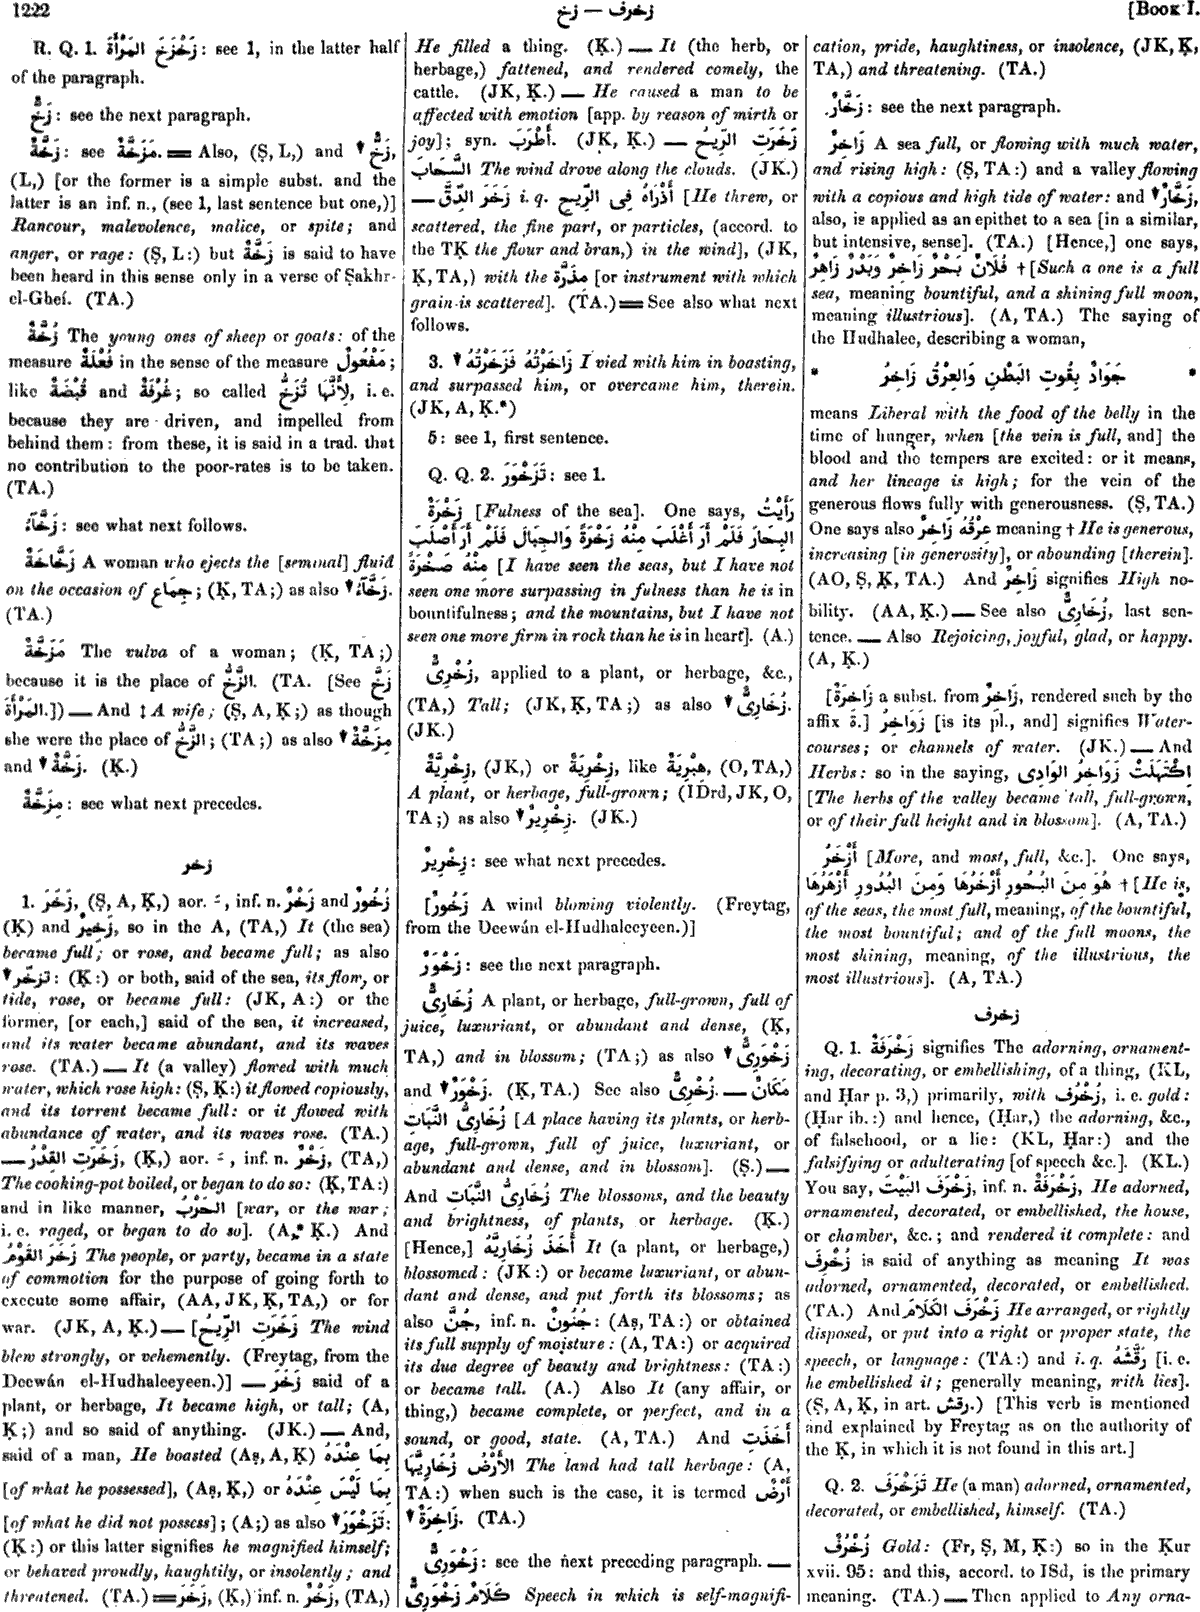 1222
زخرف — زخ
[Book I.
R. Q. 1. زَخْزَخَ المَرْأَةَ: see 1, in the latter half
of the paragraph.
زَخٌّ: see the next paragraph.
زَخَّةٌ: see مَزَخَّةٌ. ══ Also, (Ṣ, L,) and ▼ زَخٌّ,
(L,) [or the former is a simple subst. and the
latter is an inf. n., (see 1, last sentence but one,)]
Rancour, malevolence, malice, or spite; and
anger, or rage: (Ṣ, L:) but زَخَّةٌ is said to have
been heard in this sense only in a verse of Ṣakhr-
el-Gheí. (TA.)
زُخَّةٌ The young ones of sheep or goats: of the
measure فُعْلَةٌ in the sense of the measure مَفْعُولٌ;
like قُبْضَةٌ and غُرْفَةٌ; so called لِأَنَّهَا تُزَخُّ, i. e.
because they are driven, and impelled from
behind them: from these, it is said in a trad. that
no contribution to the poor-rates is to be taken.
(TA.)
زَخَّآءُ: see what next follows.
زَخَّاخَةٌ A woman who ejects the [seminal] fluid
on the occasion of جِمَاع; (Ḳ, TA;) as also ▼ زَخَّآءُ.
(TA.)
مَزَخَّةٌ The vulva of a woman; (Ḳ, TA;)
because it is the place of الزَّخُّ. (TA. [See زَخَّ
المَرْأَةَ.]) — And ‡ A wife; (Ṣ, A, Ḳ;) as though
she were the place of الزَّخُّ; (TA;) as also ▼ مِزَخَّةٌ
and ▼ زَخَّةٌ. (Ḳ.)
مِزَخَّةٌ: see what next precedes.
زخر
1. زَخَرَ, (Ṣ, A, Ḳ,) aor. ـَ, inf. n. زَخْرٌ and زُخُورٌ
(Ḳ) and زَخِيرٌ, so in the A, (TA,) It (the sea)
became full; or rose, and became full; as also
▼ تزخّر: (Ḳ:) or both, said of the sea, its flow, or
tide, rose, or became full: (JK, A:) or the
former, [or each,] said of the sea, it increased,
and its water became abundant, and its waves
rose. (TA.) — It (a valley) flowed with much
water, which rose high: (Ṣ, Ḳ:) it flowed copiously,
and its torrent became full: or it flowed with
abundance of water, and its waves rose. (TA.)
— زَخَرَتِ القِدْرُ, (Ḳ,) aor. ـَ, inf. n. زَخْرٌ, (TA,)
The cooking-pot boiled, or began to do so: (Ḳ, TA:)
and in like manner, الحَرْبُ [war, or the war;
i. e. raged, or began to do so]. (A,* Ḳ.) And
زَخَرَ القَوْمُ The people, or party, became in a state
of commotion for the purpose of going forth to
execute some affair, (AA, JK, Ḳ, TA,) or for
war. (JK, A, Ḳ.) — [زَخَرَتِ الرِّيحُ The wind
blew strongly, or vehemently. (Freytag, from the
Deewán el-Hudhaleeyeen.)] — زَخَرَ said of a
plant, or herbage, It became high, or tall; (A,
Ḳ;) and so said of anything. (JK.) — And,
said of a man, He boasted (Aṣ, A, Ḳ) بِمَا عِنْدَهُ
[of what he possessed], (Aṣ, Ḳ,) or بِمَا لَيْسَ عِنْدَهُ
[of what he did not possess]; (A;) as also ▼ تَزَخْوَرَ:
(Ḳ:) or this latter signifies he magnified himself;
or behaved proudly, haughtily, or insolently; and
threatened. (TA.) ══ زَخَرَ, (Ḳ,) inf. n. زَخْرٌ, (TA,)
He filled a thing. (Ḳ.) — It (the herb, or
herbage,) fattened, and rendered comely, the
cattle. (JK, Ḳ.) — He caused a man to be
affected with emotion [app. by reason of mirth or
joy]; syn. أَطْرَبَ. (JK, Ḳ.) — زَخَرَتِ الرِّيحُ
السَّحَابَ The wind drove along the clouds. (JK.)
— زَخَرَ الدِّقَّ i. q. أَذْرَاهُ فِى الرِّيحِ [He threw, or
scattered, the fine part, or particles, (accord. to
the TḲ the flour and bran,) in the wind], (JK,
Ḳ, TA,) with the مِذَرَّة [or instrument with which
grain is scattered]. (TA.) ══ See also what next
follows.
3. ▼ زَاخَرْتُهُ فَزَخَرْتُهُ I vied with him in boasting,
and surpassed him, or overcame him, therein.
(JK, A, Ḳ.*)
5: see 1, first sentence.
Q. Q. 2. تَزَخْوَرَ: see 1.
زَخْرَةٌ [Fulness of the sea]. One says, رَأَيْتُ
البِحَارَ فَلَمْ أَرَ أَغْلَبَ مِنْهُ زَخْرَةً وَالجِبَالَ فَلَمْ أَرَ أَصْلَبَ
مِنْهُ صَخْرَةً [I have seen the seas, but I have not
seen one more surpassing in fulness than he is in
bountifulness; and the mountains, but I have not
seen one more firm in rock than he is in heart]. (A.)
زُخْرِىٌّ, applied to a plant, or herbage, &c.,
(TA,) Tall; (JK, Ḳ, TA;) as also ▼ زُخَارِىٌّ.
(JK.)
زِخْرِيَّةٌ, (JK,) or زِخْرِيَةٌ, like هِبْرِيَةٌ, (O, TA,)
A plant, or herbage, full-grown; (IDrd, JK, O,
TA;) as also ▼ زِخْرِيرٌ. (JK.)
زِخْرِيرٌ: see what next precedes.
[زَخُورٌ A wind blowing violently. (Freytag,
from the Deewán el-Hudhaleeyeen.)]
زَخْوَرٌ: see the next paragraph.
زُخَارِىٌّ A plant, or herbage, full-grown, full of
juice, luxuriant, or abundant and dense, (Ḳ,
TA,) and in blossom; (TA;) as also ▼ زَخْوَرِىٌّ
and ▼ زَخْوَرٌ. (Ḳ, TA.) See also زُخْرِىٌّ. — مَكَانٌ
زُخَارِىُّ النَّبَاتِ [A place having its plants, or herb-
age, full-grown, full of juice, luxuriant, or
abundant and dense, and in blossom]. (Ṣ.) —
And زُخَارِىُّ النَّبَاتِ The blossoms, and the beauty
and brightness, of plants, or herbage. (Ḳ.)
[Hence,] أَخَذَ زُخَارِيَّهُ It (a plant, or herbage,)
blossomed: (JK:) or became luxuriant, or abun-
dant and dense, and put forth its blossoms; as
also جُنَّ, inf. n. جُنُونٌ: (Aṣ, TA:) or obtained
its full supply of moisture: (A, TA:) or acquired
its due degree of beauty and brightness: (TA:)
or became tall. (A.) Also It (any affair, or
thing,) became complete, or perfect, and in a
sound, or good, state. (A, TA.) And أَخَذَتِ
الأَرْضُ زُخَارِيَّهَا The land had tall herbage: (A,
TA:) when such is the case, it is termed أَرْضٌ
▼ زَاخِرَةٌ. (TA.)
زَخْوَرِىٌّ: see the next preceding paragraph. —
كَلَامٌ زَخْوَرِىٌّ Speech in which is self-magnifi-
cation, pride, haughtiness, or insolence, (JK, Ḳ,
TA,) and threatening. (TA.)
زَخَّارٌ: see the next paragraph.
زَاخِرٌ A sea full, or flowing with much water,
and rising high: (Ṣ, TA:) and a valley flowing
with a copious and high tide of water: and ▼ زَخَّارٌ,
also, is applied as an epithet to a sea [in a similar,
but intensive, sense]. (TA.) [Hence,] one says,
فُلَانٌ بَحْرٌ زَاخِرٌ وَبَدْرٌ زَاهِرٌ † [Such a one is a full
sea, meaning bountiful, and a shining full moon,
meaning illustrious]. (A, TA.) The saying of
the Hudhalee, describing a woman,
* جَوَادٌ بِقُوتِ البَطْنِ وَالعِرْقُ زَاخِرُ *
means Liberal with the food of the belly in the
time of hunger, when [the vein is full, and] the
blood and the tempers are excited: or it means,
and her lineage is high; for the vein of the
generous flows fully with generousness. (Ṣ, TA.)
One says also عِرْقُهُ زَاخِرٌ meaning † He is generous,
increasing [in generosity], or abounding [therein].
(AO, Ṣ, Ḳ, TA.) And زَاخِرٌ signifies High no-
bility. (AA, Ḳ.) — See also زُخَارِىٌّ, last sen-
tence. — Also Rejoicing, joyful, glad, or happy.
(A, Ḳ.)
[زَاخِرَةٌ a subst. from زَاخِرٌ, rendered such by the
affix ة.] زَوَاخِرُ [is its pl., and] signifies Water-
courses; or channels of water. (JK.) — And
Herbs: so in the saying, اكْتَهَلَتْ زَوَاخِرُ الوَادِى
[The herbs of the valley became tall, full-grown,
or of their full height and in blossom]. (A, TA.)
أَزْخَرُ [More, and most, full, &c.]. One says,
هُوَ مِنَ البُحُورِ أَزْخَرُهَا وَمِنَ البُدُورِ أَزْهَرُهَا † [He is,
of the seas, the most full, meaning, of the bountiful,
the most bountiful; and of the full moons, the
most shining, meaning, of the illustrious, the
most illustrious]. (A, TA.)
زخرف
Q. 1. زَخْرَفَةٌ signifies The adorning, ornament-
ing, decorating, or embellishing, of a thing, (KL,
and Ḥar p. 3,) primarily, with زُخْرُف, i. e. gold:
(Ḥar ib.:) and hence, (Ḥar,) the adorning, &c.,
of falsehood, or a lie: (KL, Ḥar:) and the
falsifying or adulterating [of speech &c.]. (KL.)
You say, زَخْرَفَ البَيْتَ, inf. n. زَخْرَفَةٌ, He adorned,
ornamented, decorated, or embellished, the house,
or chamber, &c.; and rendered it complete: and
زُخْرِفَ is said of anything as meaning It was
adorned, ornamented, decorated, or embellished.
(TA.) And زَخْرَفَ الكَلَامَ He arranged, or rightly
disposed, or put into a right or proper state, the
speech, or language: (TA:) and i. q. رَقَّشَهُ [i. e.
he embellished it; generally meaning, with lies].
(Ṣ, A, Ḳ, in art. رقش.) [This verb is mentioned
and explained by Freytag as on the authority of
the Ḳ, in which it is not found in this art.]
Q. 2. تَزَخْرَفَ He (a man) adorned, ornamented,
decorated, or embellished, himself. (TA.)
زُخْرُفٌ Gold: (Fr, Ṣ, M, Ḳ:) so in the Ḳur
xvii. 95: and this, accord. to ISd, is the primary
meaning. (TA.) — Then applied to Any orna-